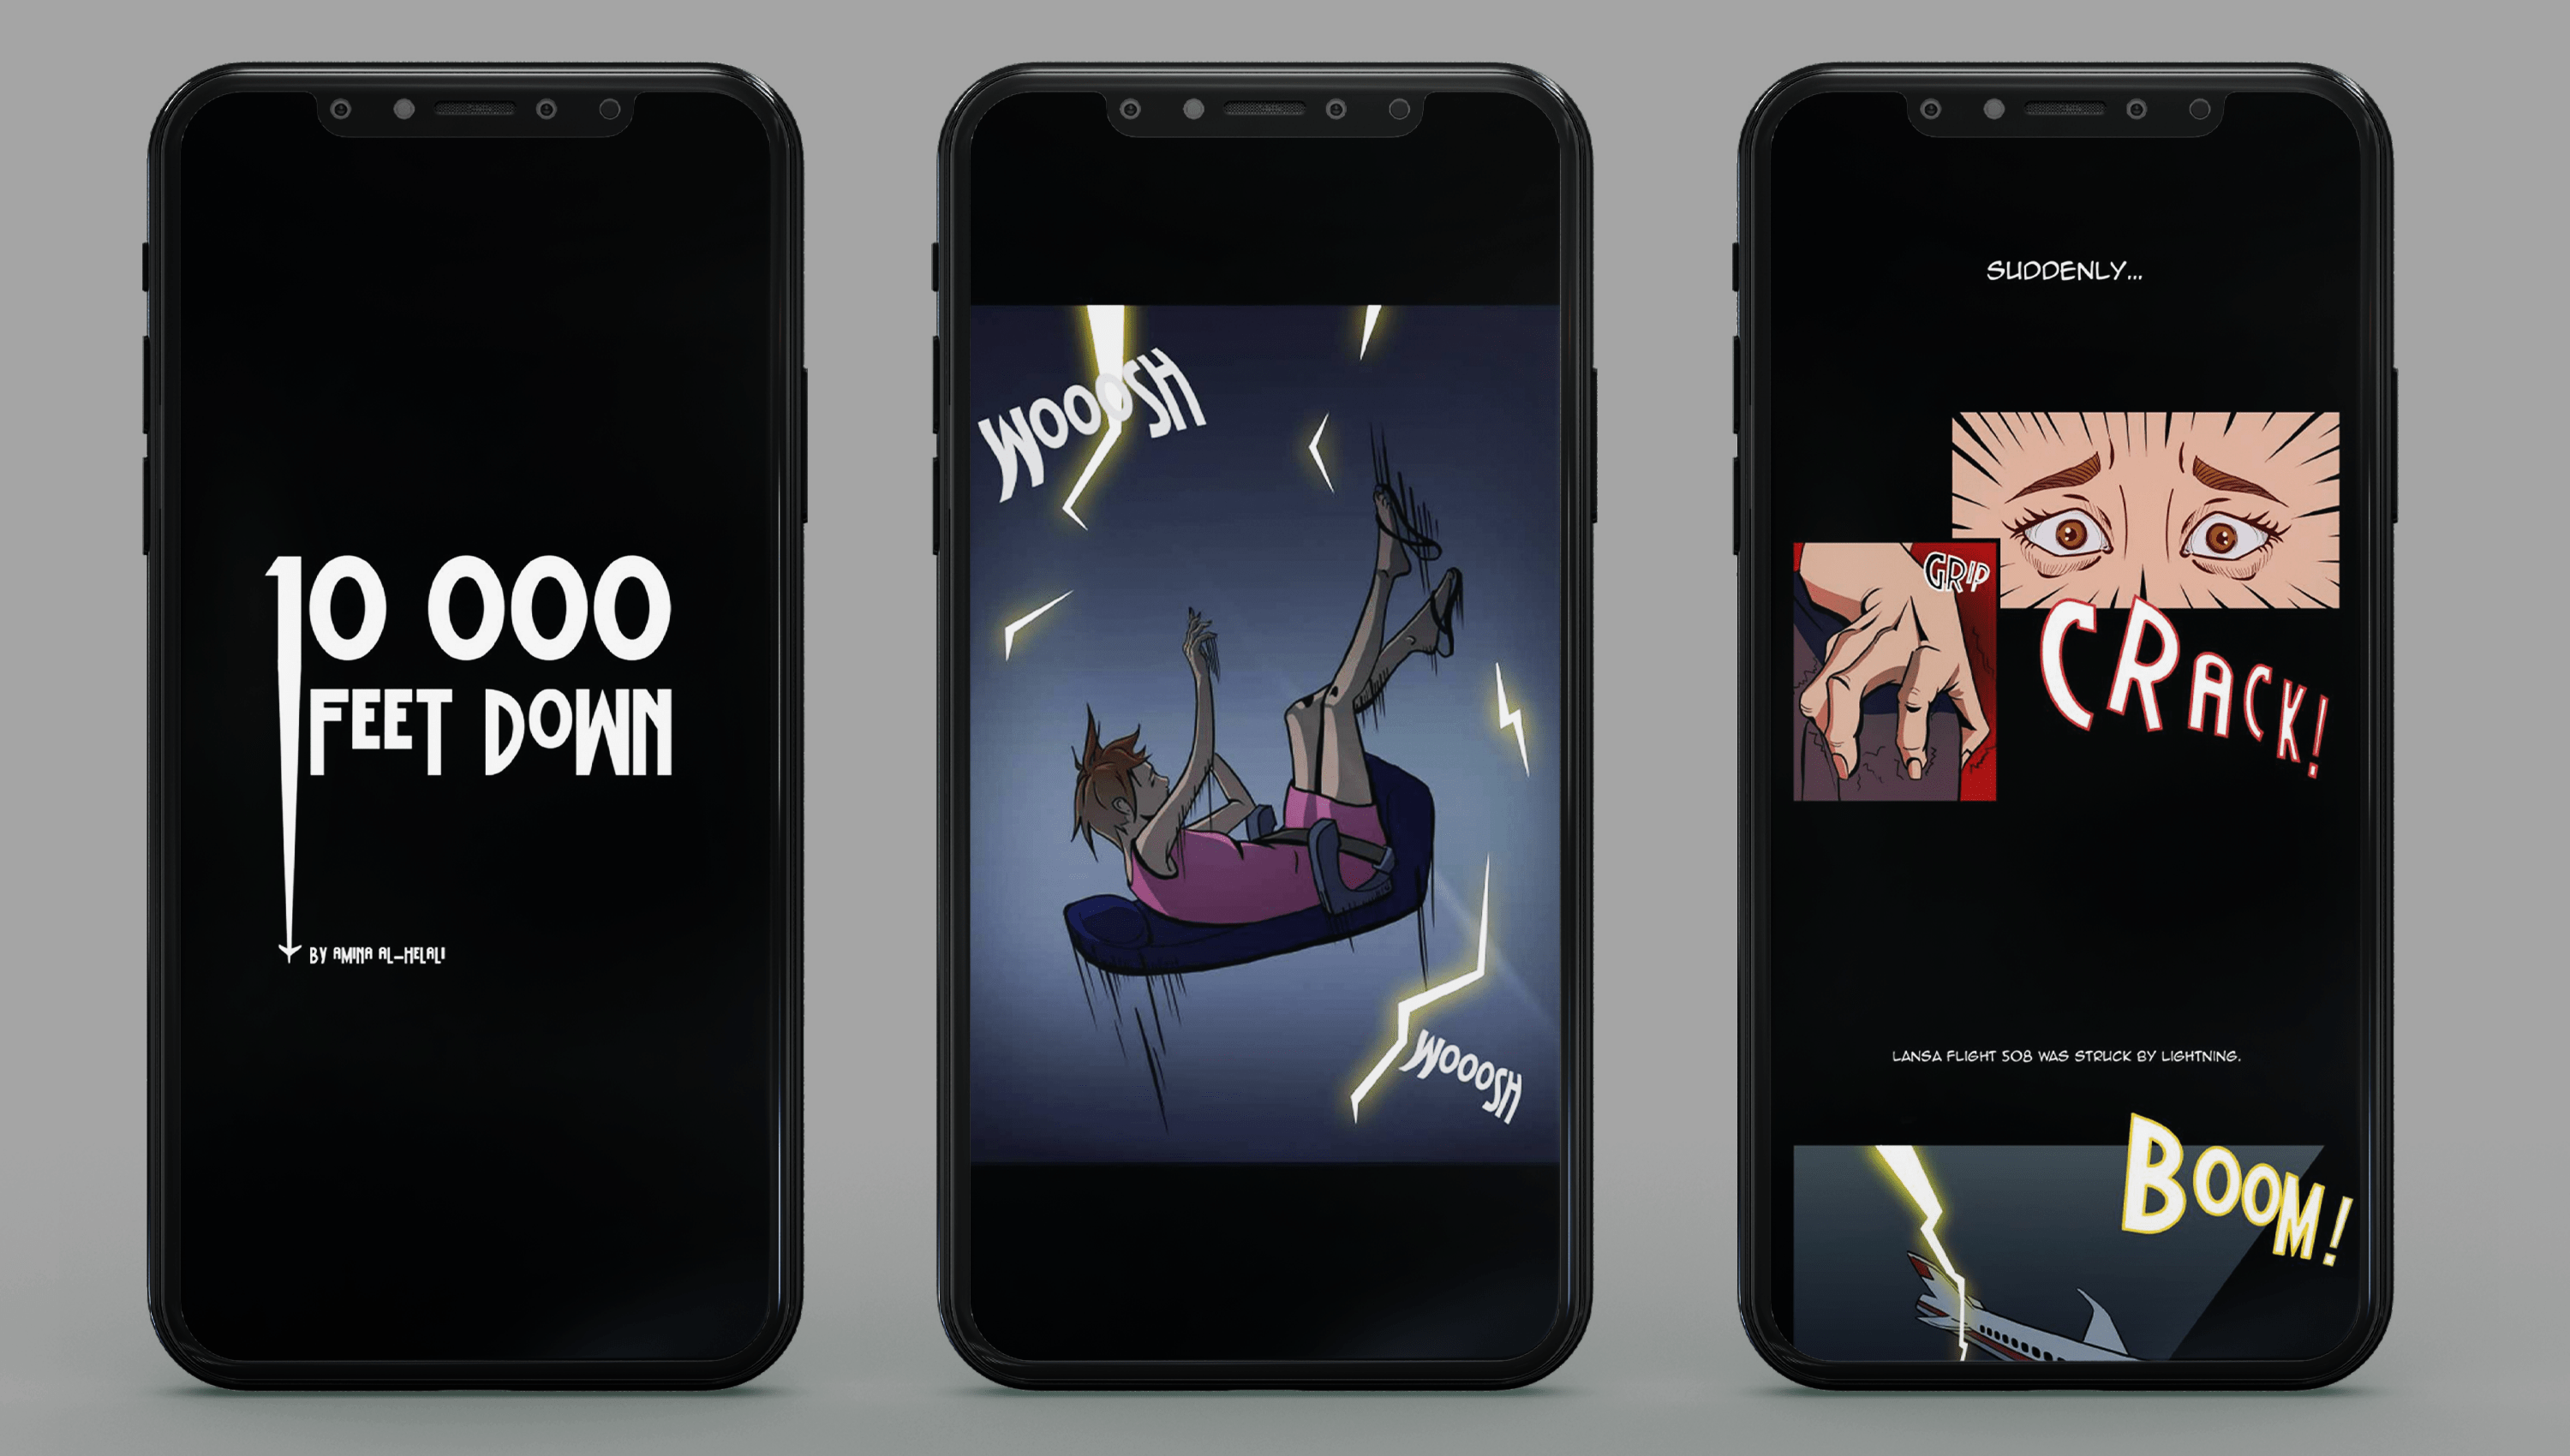 10 000
FEET DOWN
BY AMINA AL-HELALI
WOOOSH
WOOOSH
SUDDENLY...
GRIP
CRACK!
LANSA FLIGHT 508 WAS STRUCK BY LIGHTNING.
BOOM!